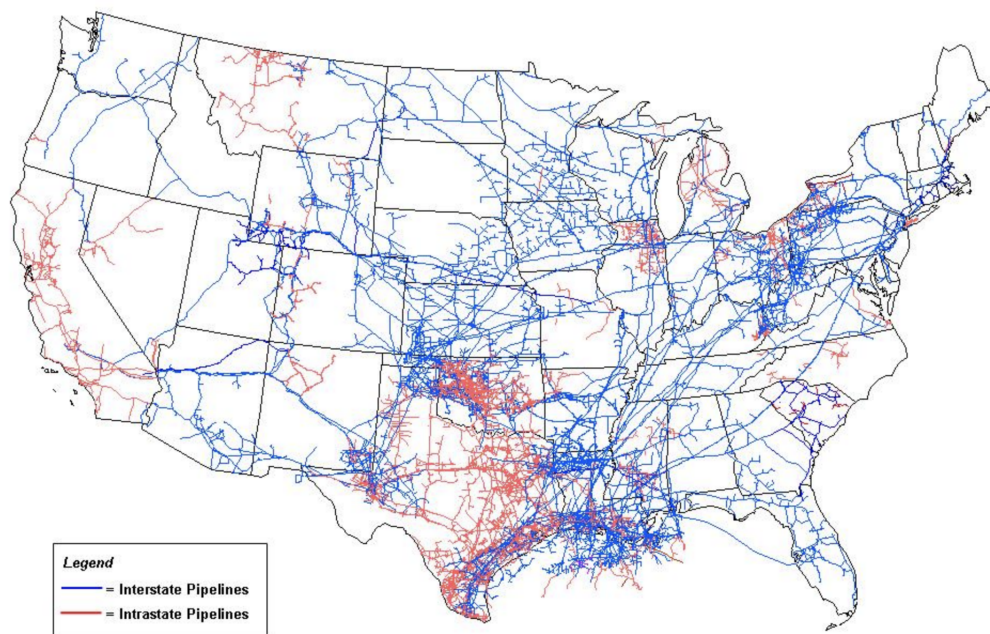 Legend
= Interstate Pipelines
= Intrastate Pipelines